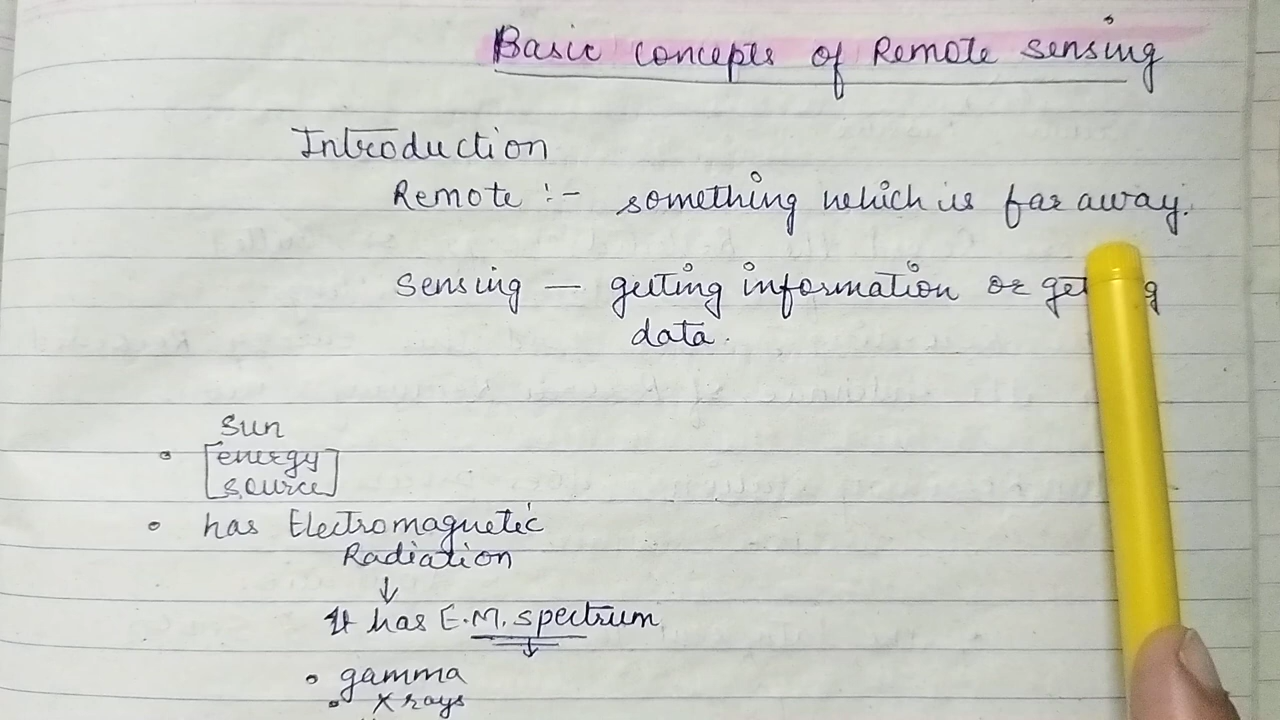 Basic concepts of Remote sensing
Introduction
Remote :- something which is far away.
Sensing — getting information or
data.
Sun
• [energy
source]
• has Electromagnetic
Radiation
↓
It has E.M. spectrum
↓
• gamma
• X rays